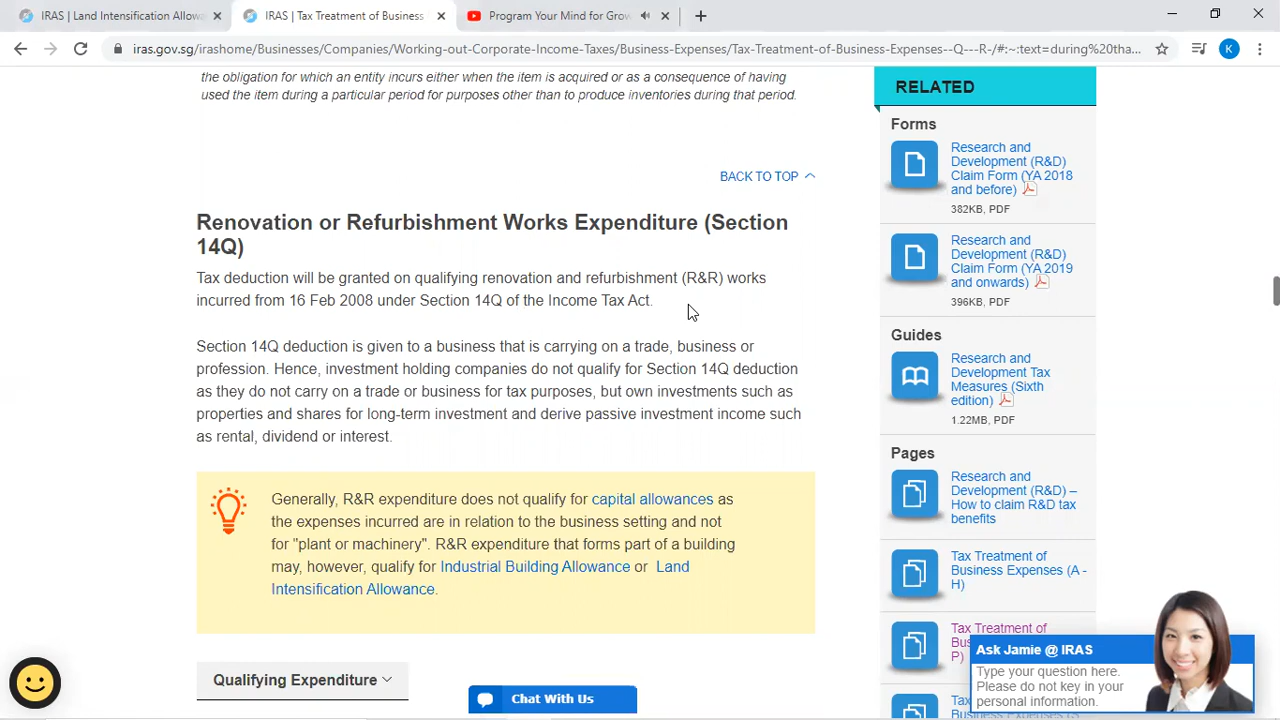 IRAS | Land Intensification Allow
IRAS | Tax Treatment of Business
Program Your Mind for Grow
iras.gov.sg/irashome/Businesses/Companies/Working-out-Corporate-Income-Taxes/Business-Expenses/Tax-Treatment-of-Business-Expenses--Q---R-/#:~:text=during%20tha...
K
the obligation for which an entity incurs either when the item is acquired or as a consequence of having
used the item during a particular period for purposes other than to produce inventories during that period.
BACK TO TOP
Renovation or Refurbishment Works Expenditure (Section
14Q)
Tax deduction will be granted on qualifying renovation and refurbishment (R&R) works
incurred from 16 Feb 2008 under Section 14Q of the Income Tax Act.
Section 14Q deduction is given to a business that is carrying on a trade, business or
profession. Hence, investment holding companies do not qualify for Section 14Q deduction
as they do not carry on a trade or business for tax purposes, but own investments such as
properties and shares for long-term investment and derive passive investment income such
as rental, dividend or interest.
Generally, R&R expenditure does not qualify for capital allowances as
the expenses incurred are in relation to the business setting and not
for "plant or machinery". R&R expenditure that forms part of a building
may, however, qualify for Industrial Building Allowance or Land
Intensification Allowance.
Qualifying Expenditure
Chat With Us
RELATED
Forms
Research and
Development (R&D)
Claim Form (YA 2018
and before)
382KB, PDF
Research and
Development (R&D)
Claim Form (YA 2019
and onwards)
396KB, PDF
Guides
Research and
Development Tax
Measures (Sixth
edition)
1.22MB, PDF
Pages
Research and
Development (R&D) –
How to claim R&D tax
benefits
Tax Treatment of
Business Expenses (A -
H)
Tax Treatment of
P)
Ask Jamie @ IRAS
Type your question here.
Please do not key in your
personal information.